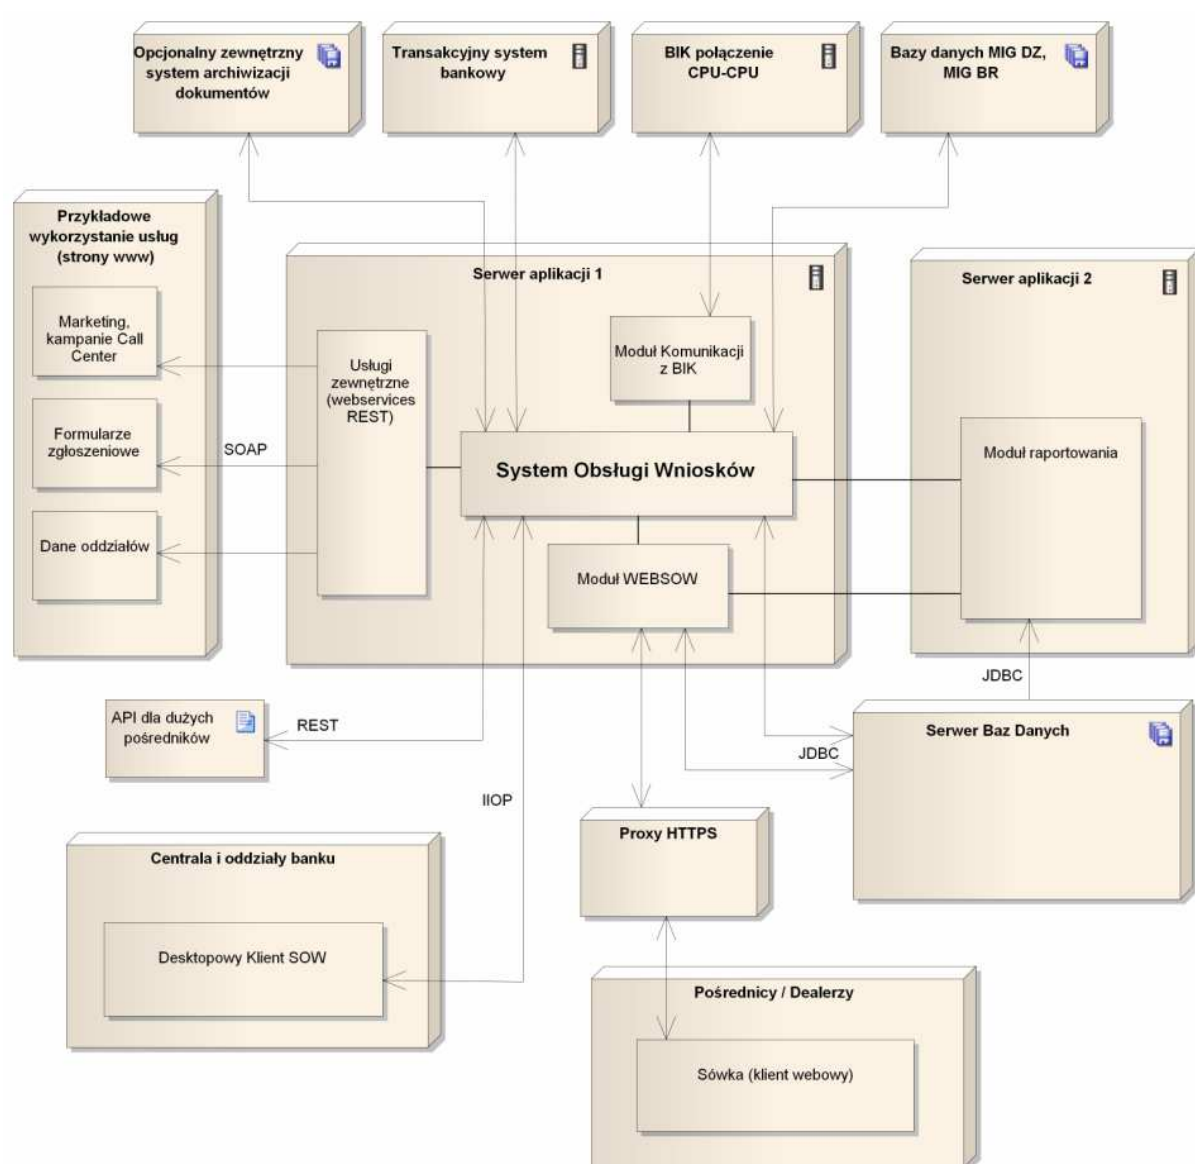 Opcjonalny zewnętrzny
system archiwizacji
dokumentów
Transakcyjny system
bankowy
BIK połączenie
CPU-CPU
Bazy danych MIG DZ,
MIG BR
Przykładowe
wykorzystanie usług
(strony www)
Marketing,
kampanie Call
Center
Formularze
zgłoszeniowe
Dane oddziałów
SOAP
Serwer aplikacji 1
Usługi
zewnętrzne
(webservices
REST)
Moduł Komunikacji
z BIK
System Obsługi Wniosków
Moduł WEBSOW
Serwer aplikacji 2
Moduł raportowania
JDBC
API dla dużych
pośredników
REST
IIOP
JDBC
Serwer Baz Danych
Proxy HTTPS
Centrala i oddziały banku
Desktopowy Klient SOW
Pośrednicy / Dealerzy
Sówka (klient webowy)